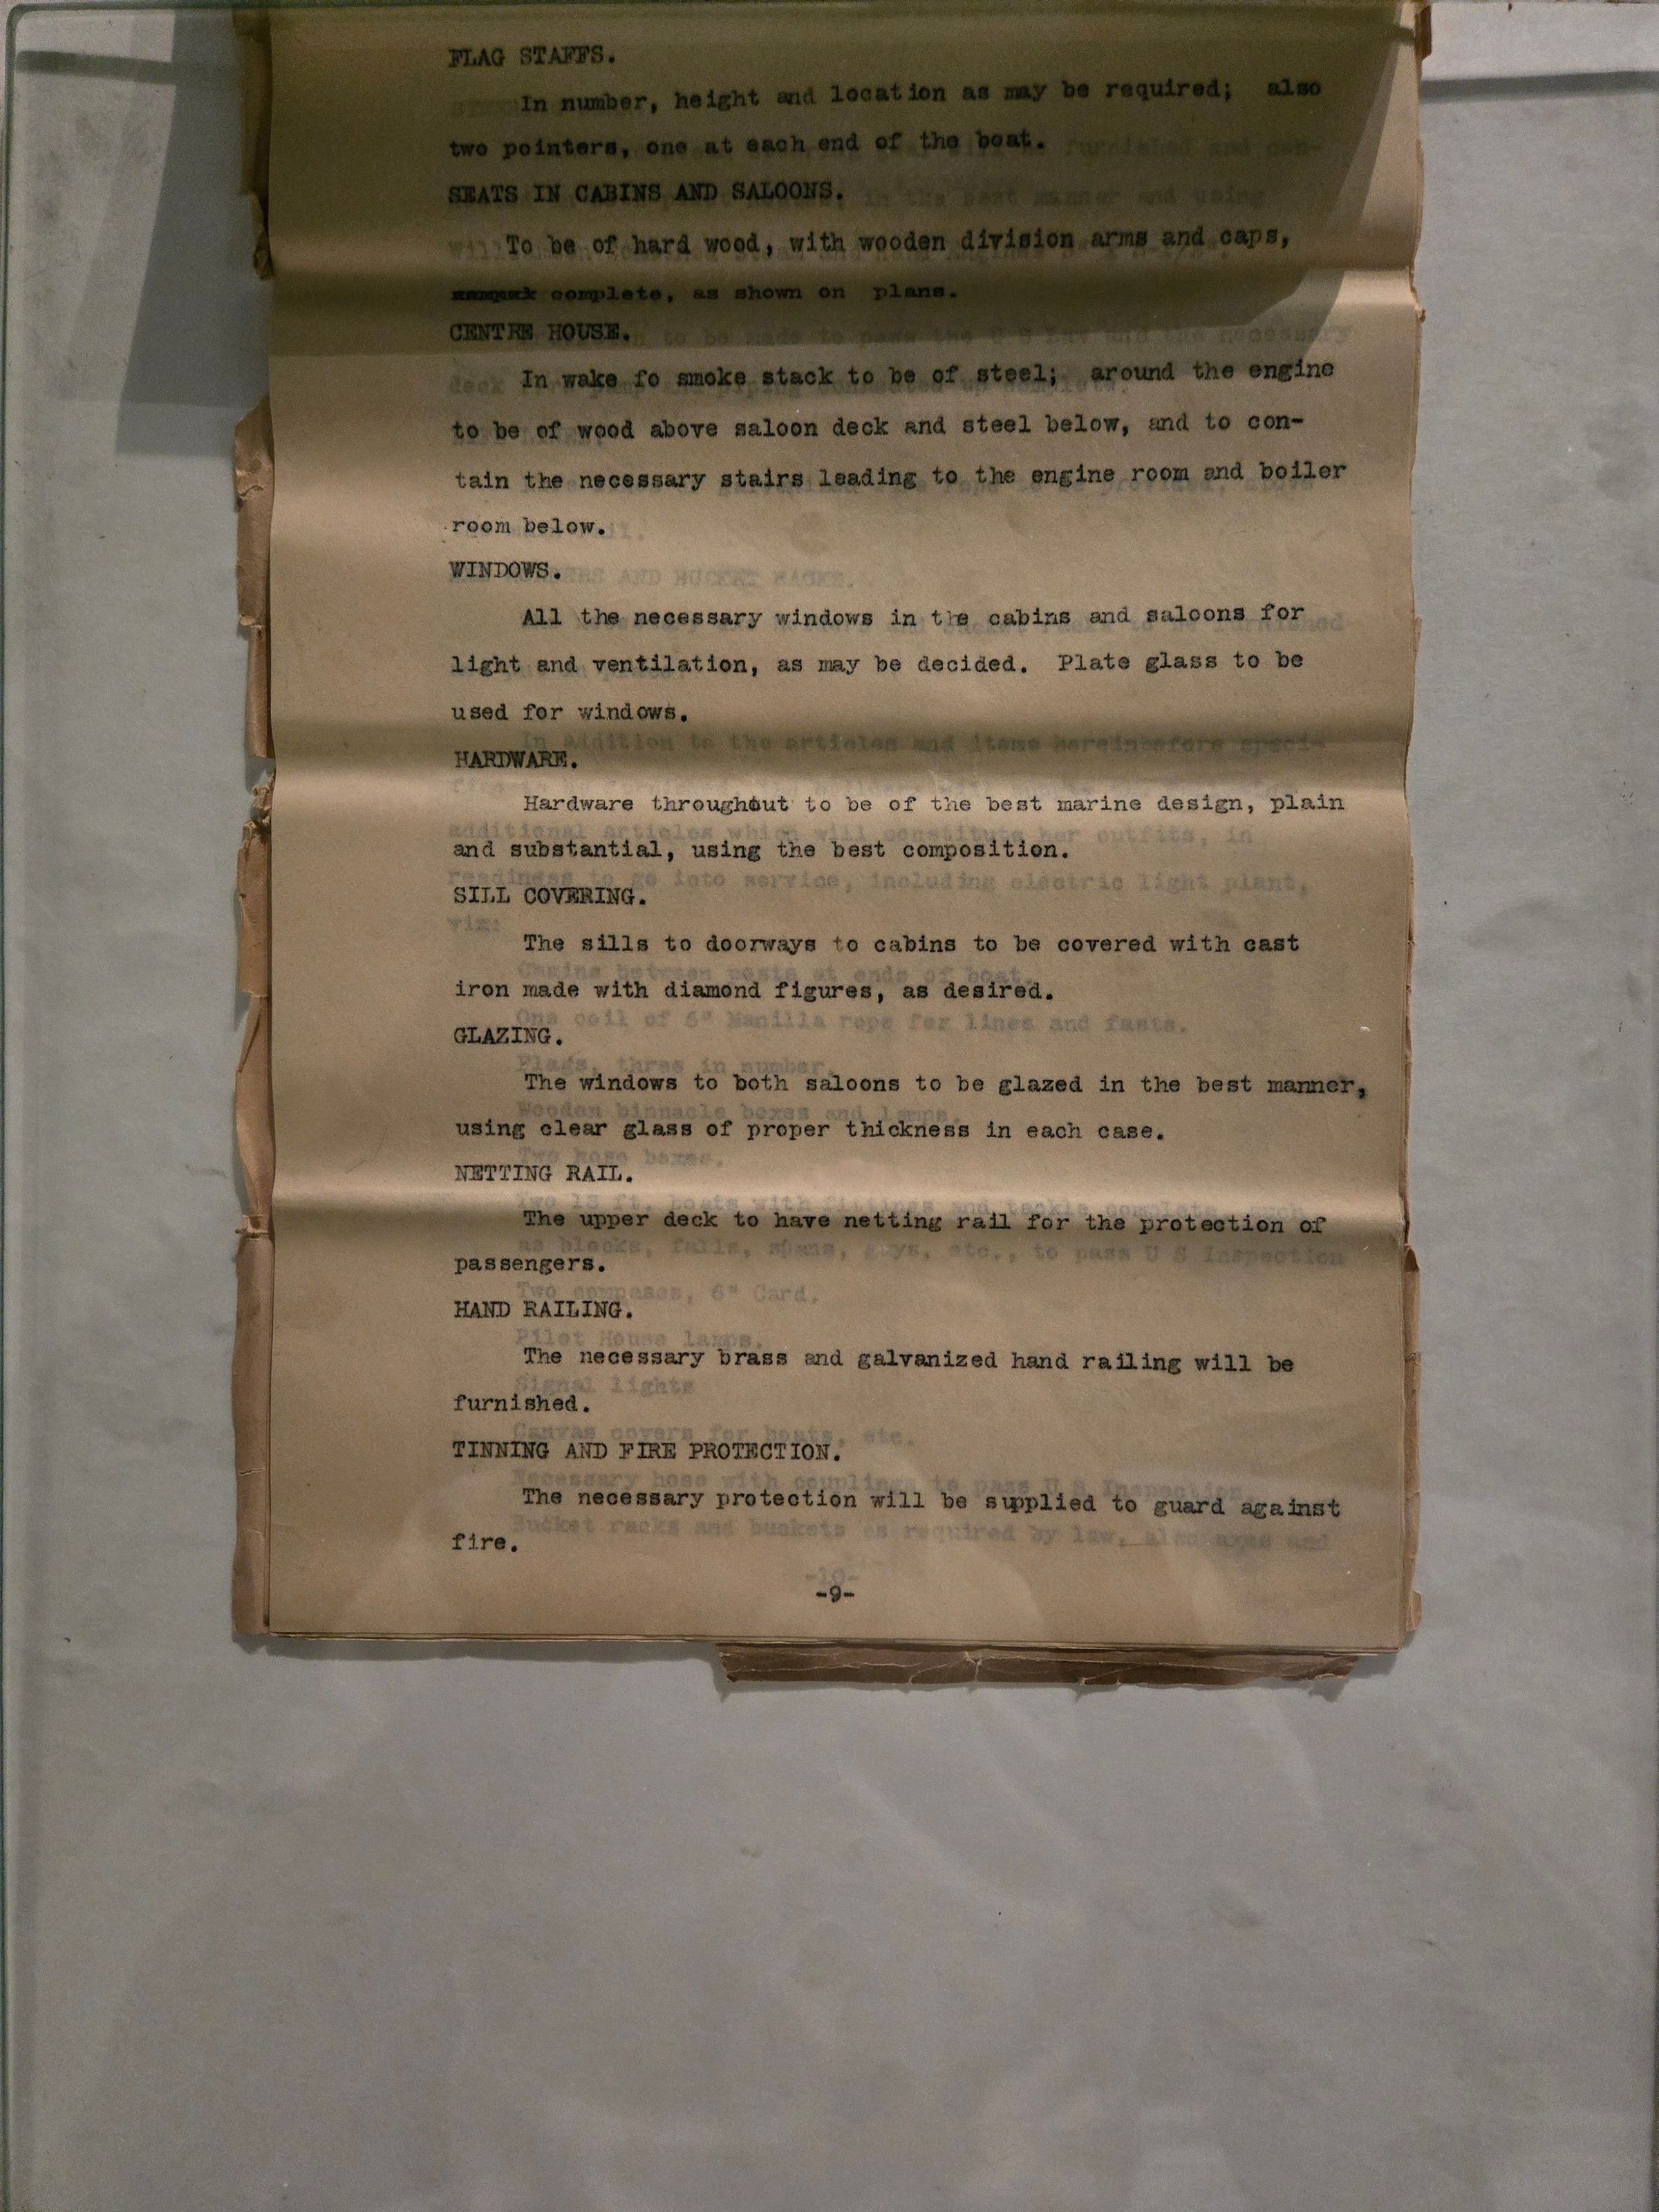 FLAG STAFFS.
In number, height and location as may be required; also
two pointers, one at each end of the boat.
SEATS IN CABINS AND SALOONS.
To be of hard wood, with wooden division arms and caps,
complete, as shown on plans.
CENTRE HOUSE.
In wake fo smoke stack to be of steel; around the engine
to be of wood above saloon deck and steel below, and to con-
tain the necessary stairs leading to the engine room and boiler
room below.
WINDOWS.
All the necessary windows in the cabins and saloons for
light and ventilation, as may be decided. Plate glass to be
used for windows.
HARDWARE.
Hardware throughout to be of the best marine design, plain
and substantial, using the best composition.
SILL COVERING.
The sills to doorways to cabins to be covered with cast
iron made with diamond figures, as desired.
GLAZING.
The windows to both saloons to be glazed in the best manner,
using clear glass of proper thickness in each case.
NETTING RAIL.
The upper deck to have netting rail for the protection of
passengers.
HAND RAILING.
The necessary brass and galvanized hand railing will be
furnished.
TINNING AND FIRE PROTECTION.
The necessary protection will be supplied to guard against
fire.
-9-